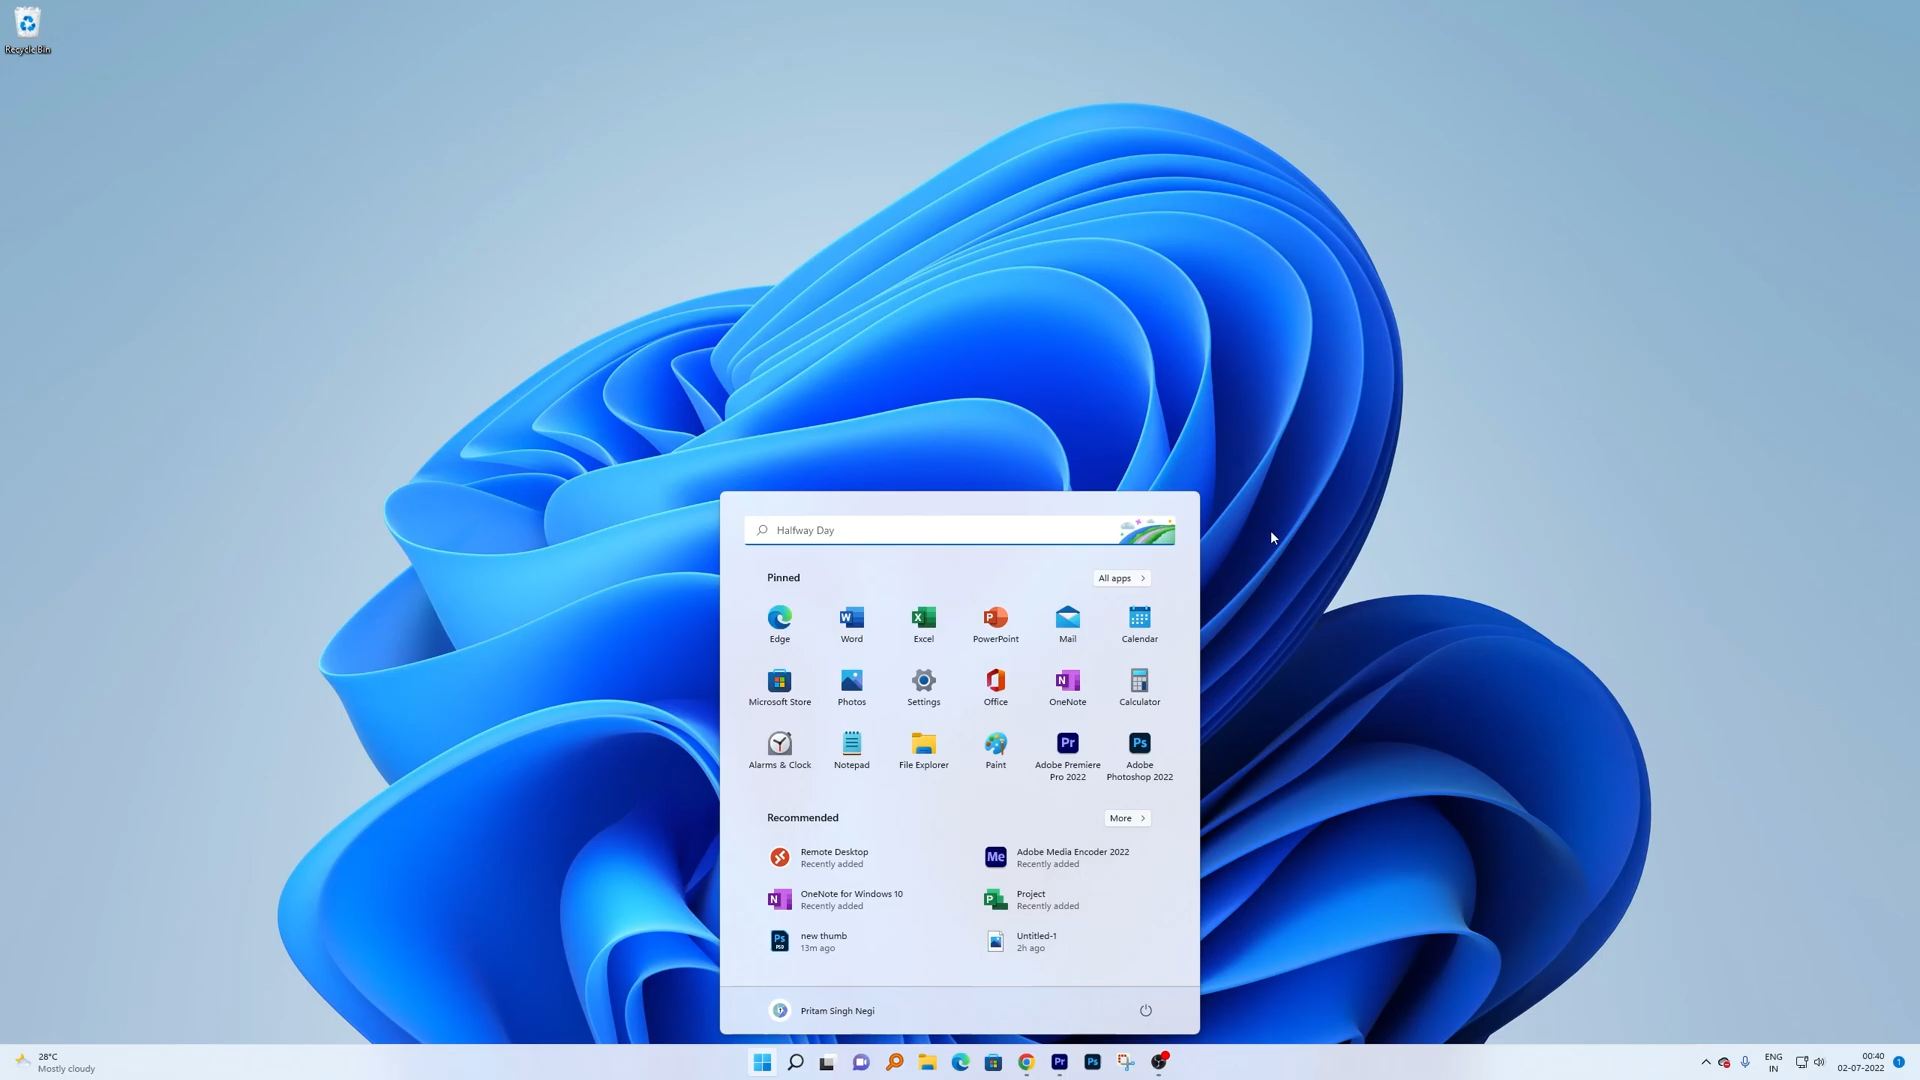 Recycle Bin
Halfway Day
Pinned
All apps
Edge
Word
Excel
PowerPoint
Mail
Calendar
Microsoft Store
Photos
Settings
Office
OneNote
Calculator
Alarms & Clock
Notepad
File Explorer
Paint
Adobe Premiere
Pro 2022
Adobe
Photoshop 2022
Recommended
More
Remote Desktop
Recently added
Adobe Media Encoder 2022
Recently added
OneNote for Windows 10
Recently added
Project
Recently added
new thumb
13m ago
Untitled-1
2h ago
Pritam Singh Negi
28°C
Mostly cloudy
ENG
IN
00:40
02-07-2022
1